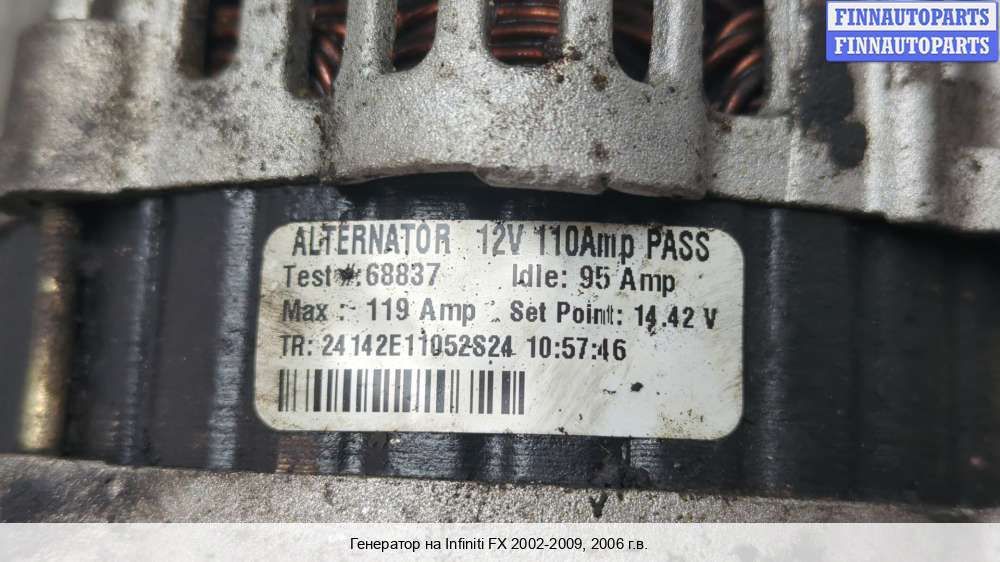 FINNAUTOPARTS
FINNAUTOPARTS
ALTERNATOR 12V 110Amp PASS
Test #:68837 Idle: 95 Amp
Max : 119 Amp Set Point: 14.42 V
TR: 24142E11052S24 10:57:46
Генератор на Infiniti FX 2002-2009, 2006 г.в.